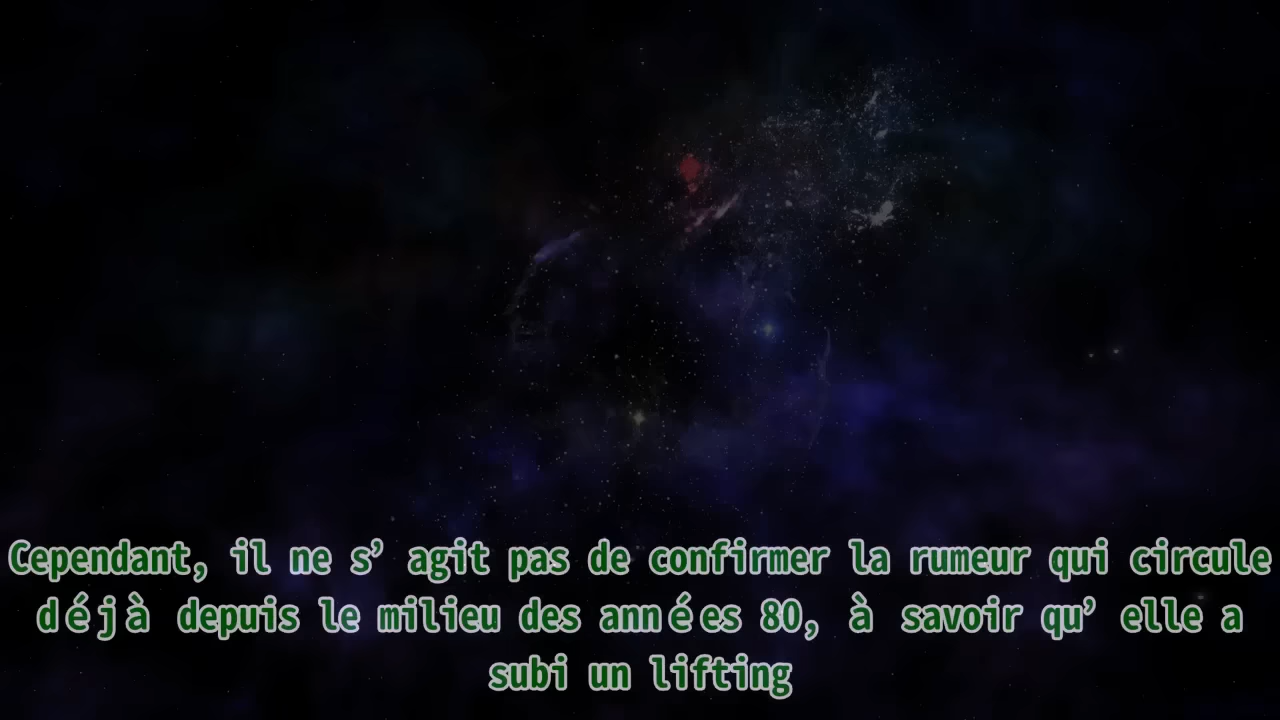 Cependant, il ne s’ agit pas de confirmer la rumeur qui circule
déjà depuis le milieu des années 80, à savoir qu’ elle a
subi un lifting